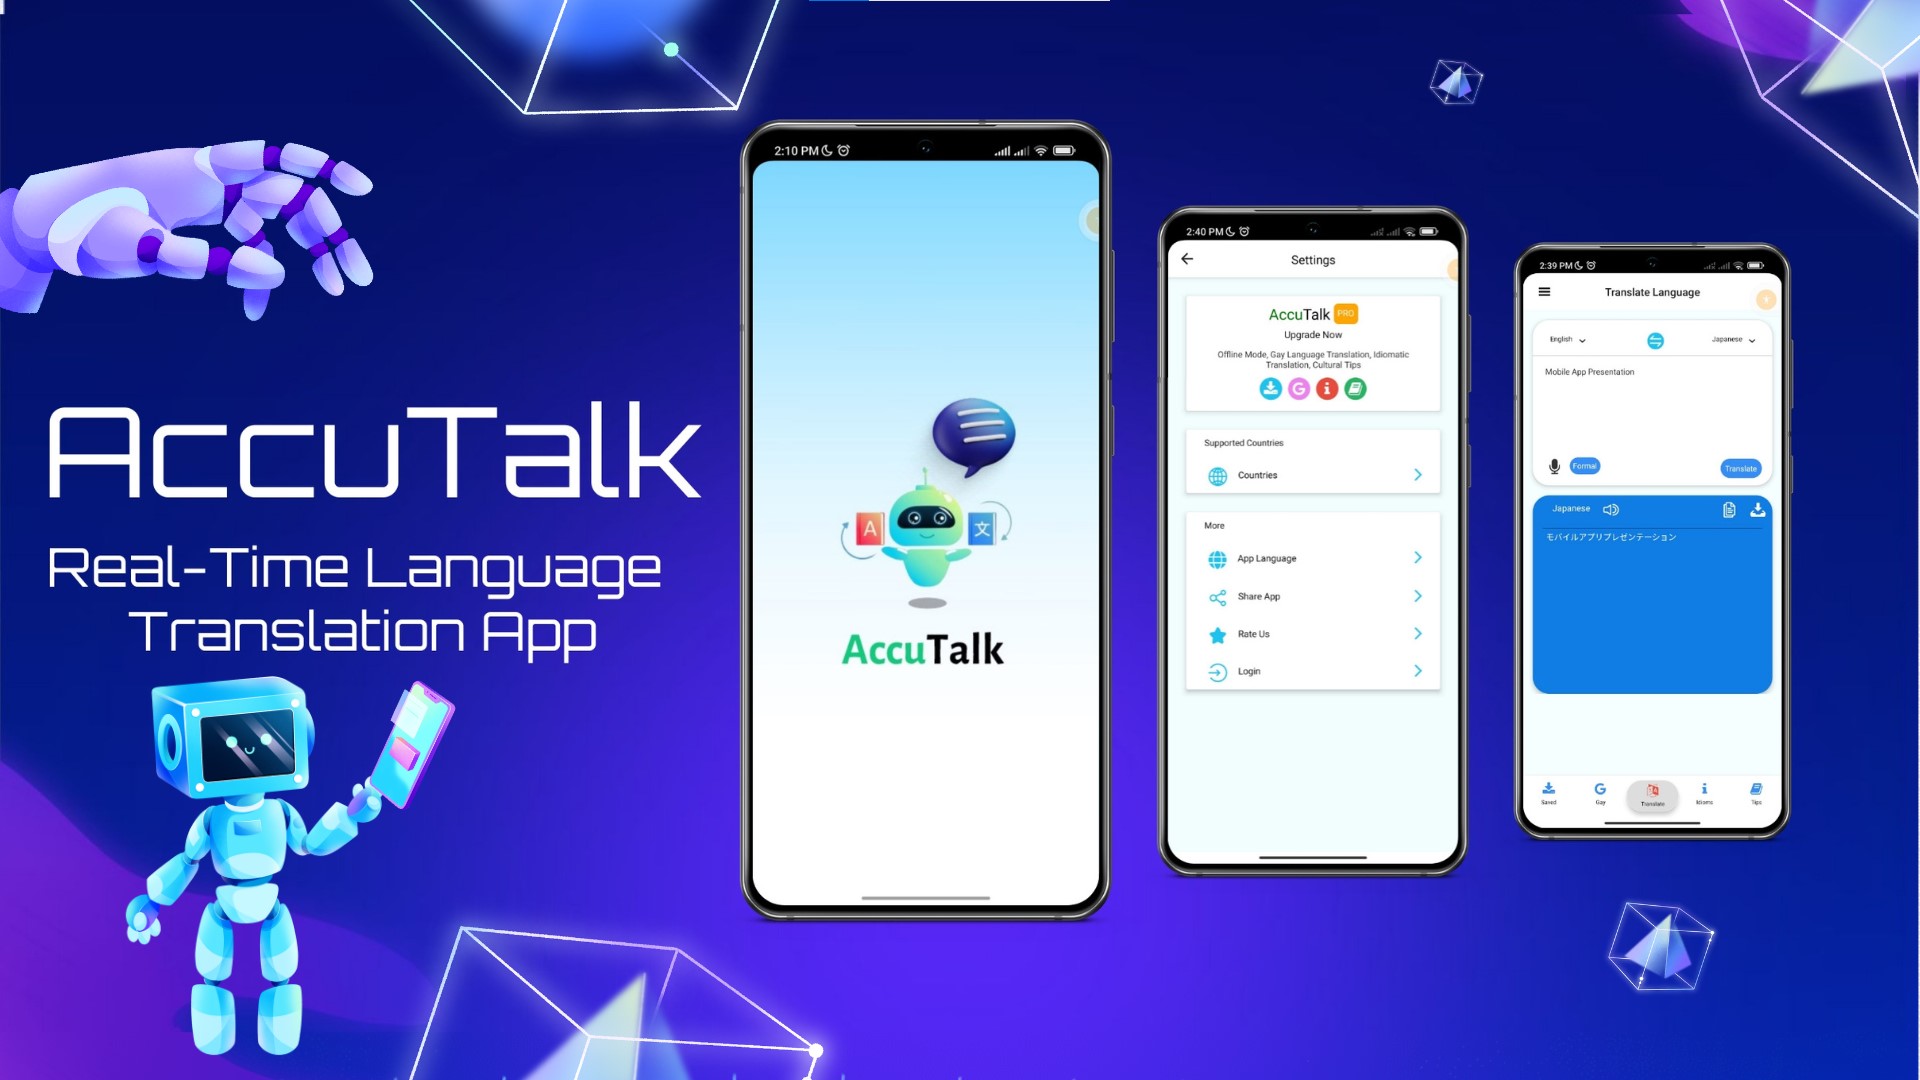 AccuTalk
Real-Time Language
Translation App
2:10 PM
A
文
AccuTalk
2:40 PM
Settings
AccuTalk PRO
Upgrade Now
Offline Mode, Gay Language Translation, Idiomatic
Translation, Cultural Tips
G
Supported Countries
Countries
More
App Language
Share App
Rate Us
Login
2:39 PM
Translate Language
English
Japanese
Mobile App Presentation
Formal
Translate
Japanese
モバイルアプリプレゼンテーション
G
Saved
Gay
Translate
Idioms
Tips